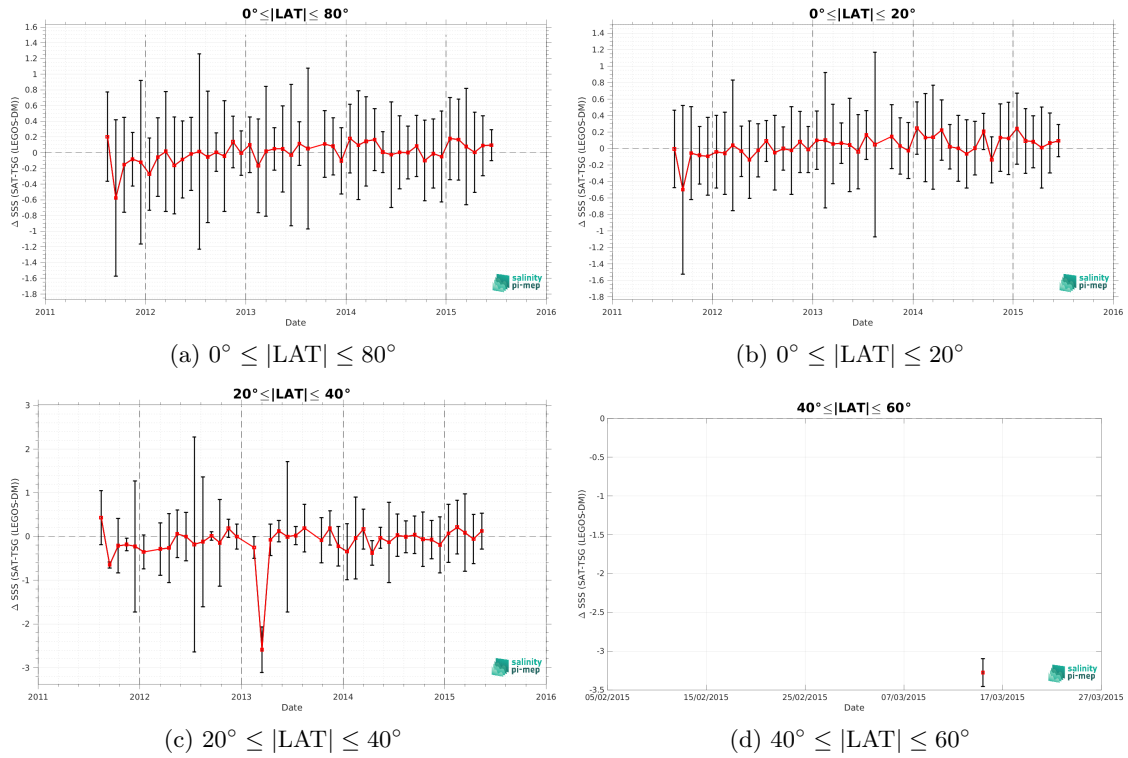 0°≤|LAT|≤ 80°
1.6
1.4
1.2
1
0.8
0.6
0.4
0.2
0
-0.2
-0.4
-0.6
-0.8
-1
-1.2
-1.4
-1.6
-1.8
Δ SSS (SAT-TSG (LEGOS-DM))
2011 2012 2013 2014 2015 2016
Date
salinity
pi-mep
(a) 0° ≤ |LAT| ≤ 80°
0°≤|LAT|≤ 20°
1.4
1.2
1
0.8
0.6
0.4
0.2
0
-0.2
-0.4
-0.6
-0.8
-1
-1.2
-1.4
-1.6
-1.8
Δ SSS (SAT-TSG (LEGOS-DM))
2011 2012 2013 2014 2015 2016
Date
salinity
pi-mep
(b) 0° ≤ |LAT| ≤ 20°
20°≤|LAT|≤ 40°
3
2
1
0
-1
-2
-3
Δ SSS (SAT-TSG (LEGOS-DM))
2011 2012 2013 2014 2015 2016
Date
salinity
pi-mep
(c) 20° ≤ |LAT| ≤ 40°
40°≤|LAT|≤ 60°
0
-0.5
-1
-1.5
-2
-2.5
-3
-3.5
Δ SSS (SAT-TSG (LEGOS-DM))
05/02/2015 15/02/2015 25/02/2015 07/03/2015 17/03/2015 27/03/2015
Date
salinity
pi-mep
(d) 40° ≤ |LAT| ≤ 60°